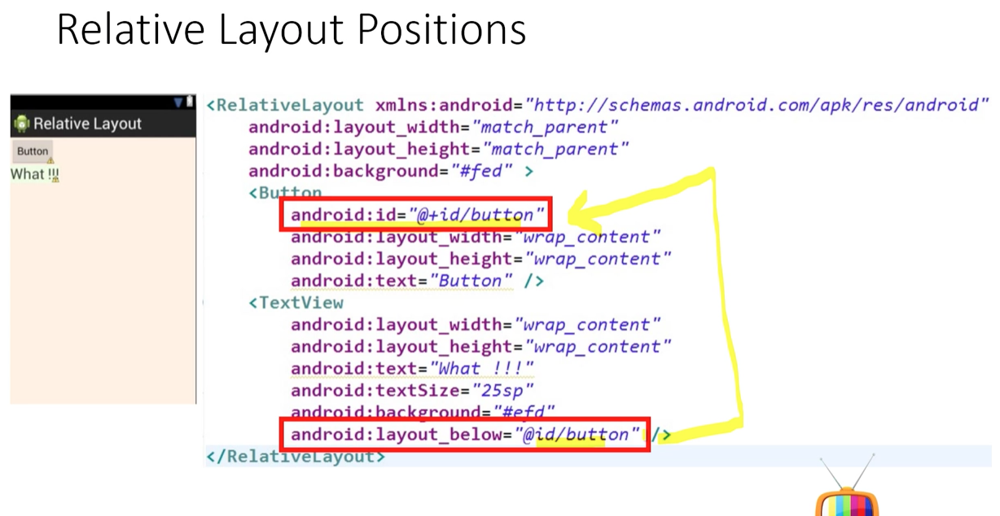 Relative Layout Positions
Relative Layout
Button
What !!!
<RelativeLayout xmlns:android="http://schemas.android.com/apk/res/android"
android:layout_width="match_parent"
android:layout_height="match_parent"
android:background="#fed" >
<Button
android:id="@+id/button"
android:layout_width="wrap_content"
android:layout_height="wrap_content"
android:text="Button" />
<TextView
android:layout_width="wrap_content"
android:layout_height="wrap_content"
android:text="What !!!"
android:textSize="25sp"
android:background="#efd"
android:layout_below="@id/button" />
</RelativeLayout>